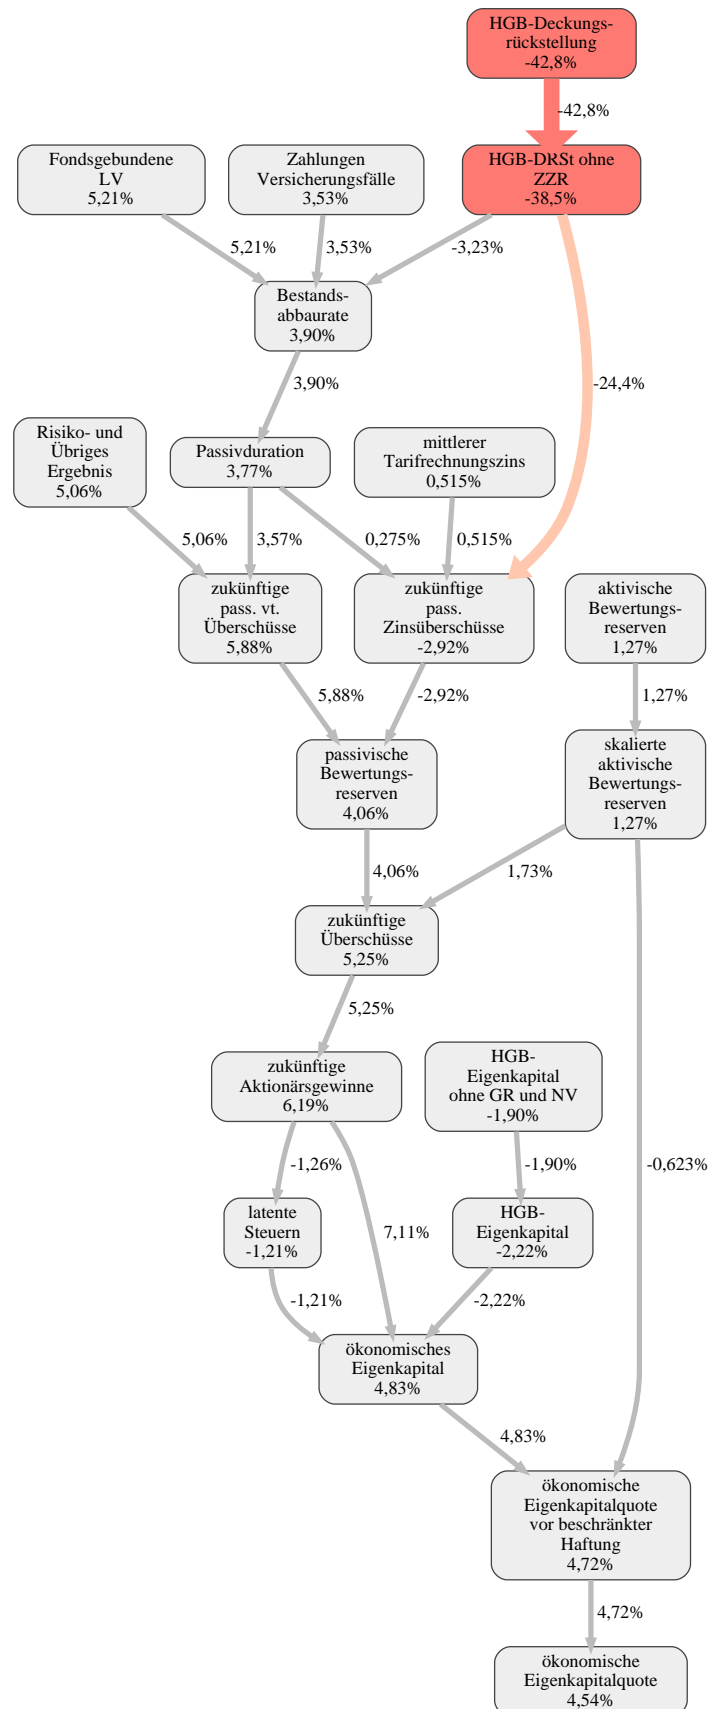 HGB-Deckungs-
rückstellung
-42,8%
-42,8%
Fondsgebundene
LV
5,21%
Zahlungen
Versicherungsfälle
3,53%
HGB-DRSt ohne
ZZR
-38,5%
5,21%
3,53%
-3,23%
Bestands-
abbaurate
3,90%
3,90%
-24,4%
Risiko- und
Übriges
Ergebnis
5,06%
Passivduration
3,77%
mittlerer
Tarifrechnungszins
0,515%
5,06%
3,57%
0,275%
0,515%
zukünftige
pass. vt.
Überschüsse
5,88%
zukünftige
pass.
Zinsüberschüsse
-2,92%
aktivische
Bewertungs-
reserven
1,27%
5,88%
-2,92%
1,27%
passivische
Bewertungs-
reserven
4,06%
skalierte
aktivische
Bewertungs-
reserven
1,27%
4,06%
1,73%
zukünftige
Überschüsse
5,25%
5,25%
zukünftige
Aktionärsgewinne
6,19%
HGB-
Eigenkapital
ohne GR und NV
-1,90%
-1,26%
-1,90%
-0,623%
latente
Steuern
-1,21%
7,11%
HGB-
Eigenkapital
-2,22%
-1,21%
-2,22%
ökonomisches
Eigenkapital
4,83%
4,83%
ökonomische
Eigenkapitalquote
vor beschränkter
Haftung
4,72%
4,72%
ökonomische
Eigenkapitalquote
4,54%